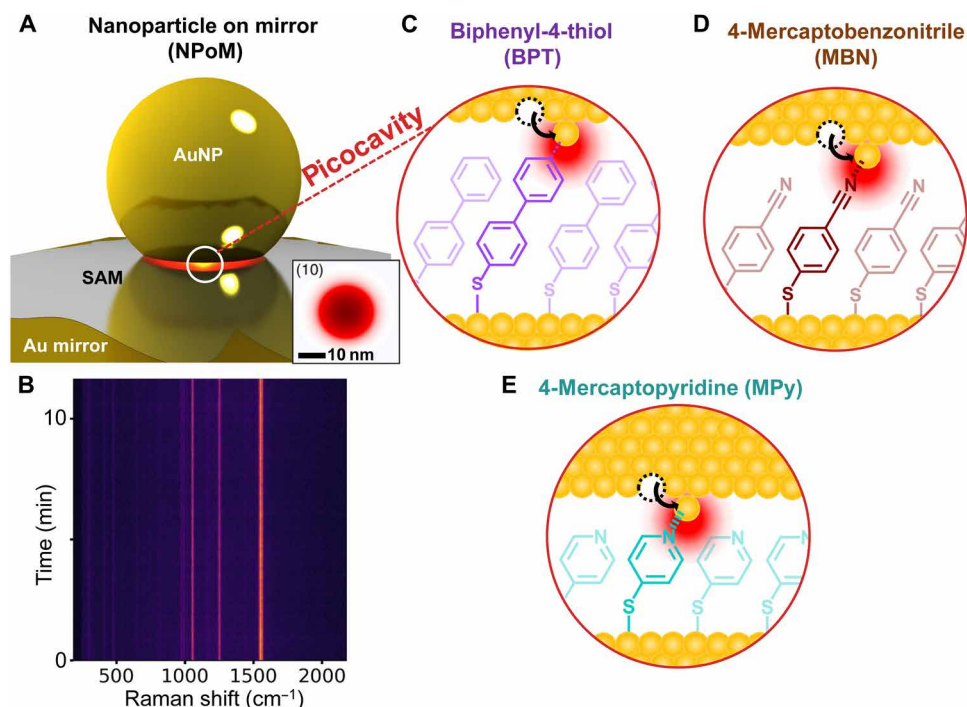 A
Nanoparticle on mirror
(NPoM)
AuNP
SAM
Au mirror
(10)
10 nm
Picocavity
C
Biphenyl-4-thiol
(BPT)
S
S
S
D
4-Mercaptobenzonitrile
(MBN)
N
N
N
S
S
S
B
Time (min)
10
0
500
1000
1500
2000
Raman shift (cm⁻¹)
E
4-Mercaptopyridine (MPy)
N
N
N
N
S
S
S